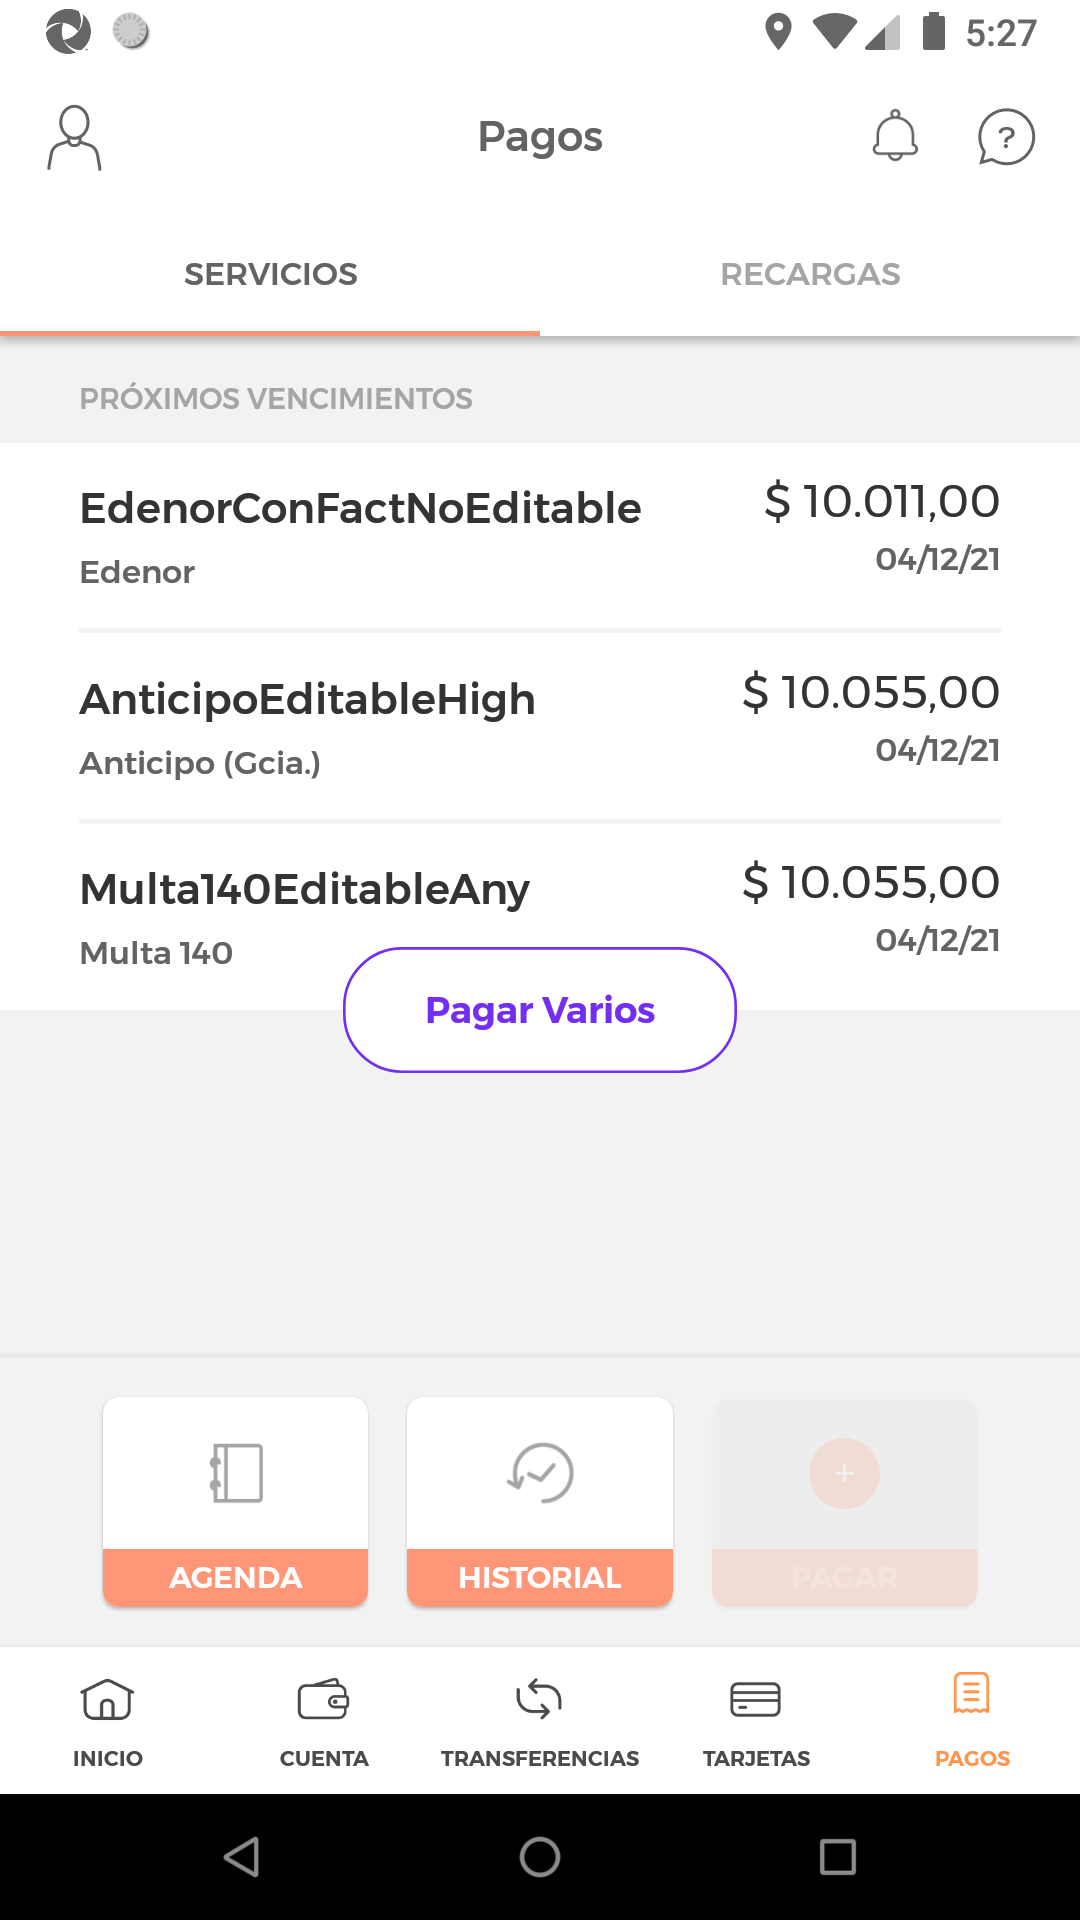 5:27
Pagos
?
SERVICIOS
RECARGAS
PRÓXIMOS VENCIMIENTOS
EdenorConFactNoEditable
$ 10.011,00
Edenor
04/12/21
AnticipoEditableHigh
$ 10.055,00
Anticipo (Gcia.)
04/12/21
Multa140EditableAny
$ 10.055,00
Multa 140
04/12/21
Pagar Varios
+
AGENDA
HISTORIAL
PAGAR
INICIO
CUENTA
TRANSFERENCIAS
TARJETAS
PAGOS